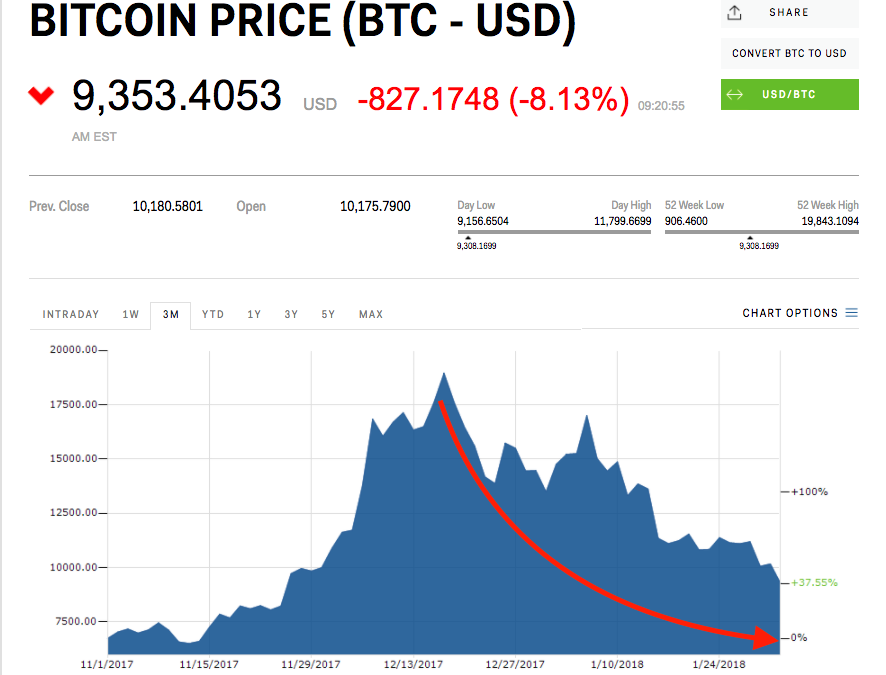 BITCOIN PRICE (BTC - USD)
SHARE
CONVERT BTC TO USD
USD/BTC
9,353.4053 USD -827.1748 (-8.13%) 09:20:55
AM EST
Prev. Close 10,180.5801 Open 10,175.7900
Day Low Day High 52 Week Low 52 Week High
9,156.6504 11,799.6699 906.4600 19,843.1094
9,308.1699 9,308.1699
INTRADAY 1W 3M YTD 1Y 3Y 5Y MAX CHART OPTIONS
20000.00
17500.00
15000.00
+100%
12500.00
10000.00
+37.55%
7500.00
0%
11/1/2017 11/15/2017 11/29/2017 12/13/2017 12/27/2017 1/10/2018 1/24/2018